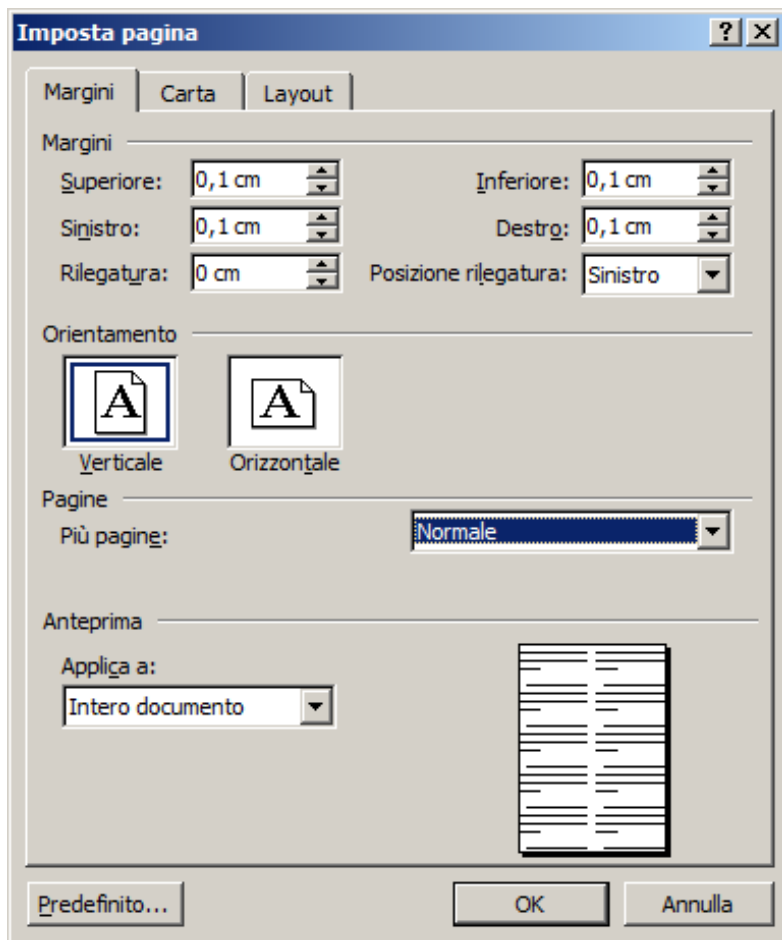 Imposta pagina
Margini Carta Layout
Margini
Superiore: 0,1 cm Inferiore: 0,1 cm
Sinistro: 0,1 cm Destro: 0,1 cm
Rilegatura: 0 cm Posizione rilegatura: Sinistro
Orientamento
A A
Verticale Orizzontale
Pagine
Più pagine: Normale
Anteprima
Applica a:
Intero documento
Predefinito... OK Annulla